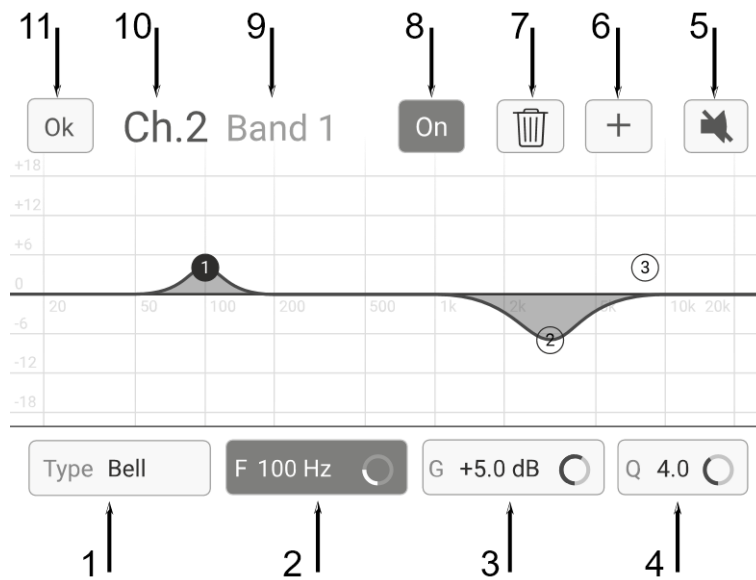 11 10 9 8 7 6 5
Ok Ch.2 Band 1 On +
+18
+12
+6
1 3
0
20 50 100 200 500 1k 2k 5k 10k 20k
-6
2
-12
-18
Type Bell F 100 Hz G +5.0 dB Q 4.0
1 2 3 4